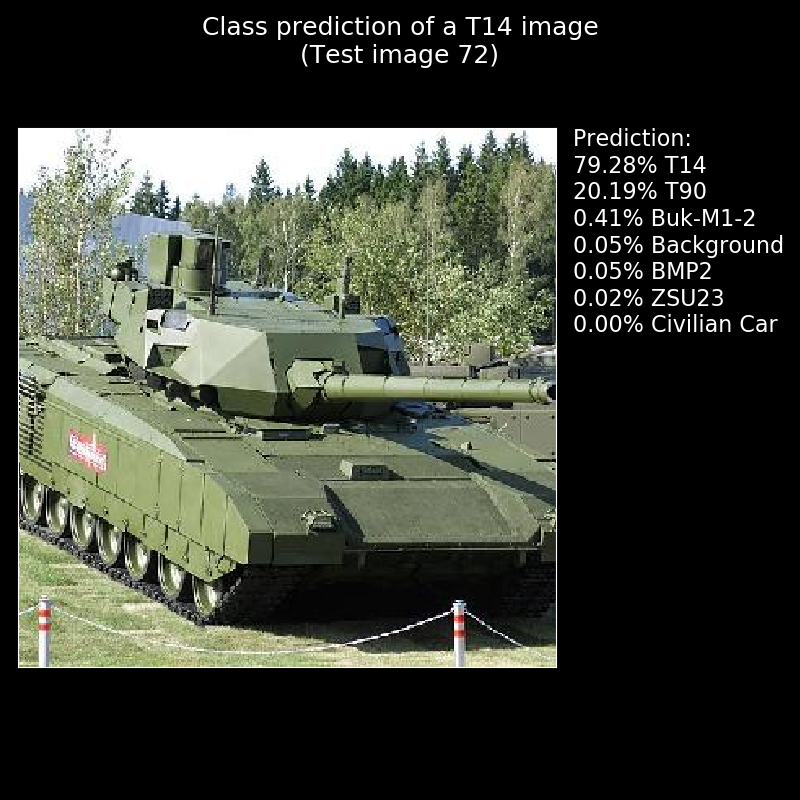 Class prediction of a T14 image
(Test image 72)
Prediction:
79.28% T14
20.19% T90
0.41% Buk-M1-2
0.05% Background
0.05% BMP2
0.02% ZSU23
0.00% Civilian Car